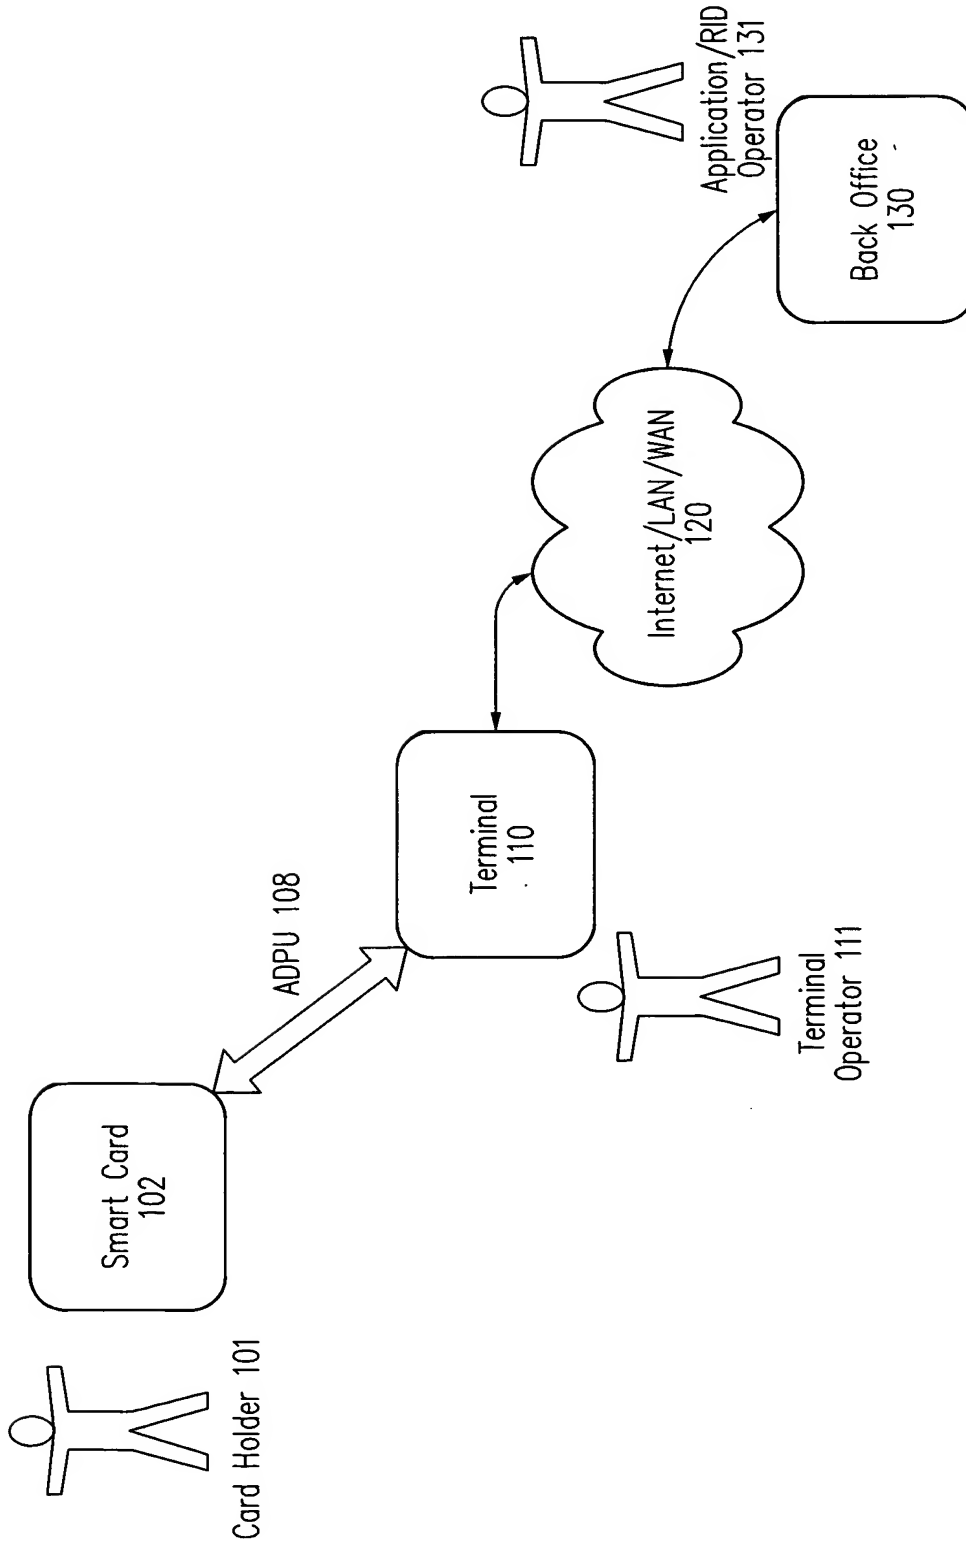 Card Holder 101
Smart Card
102
ADPU 108
Terminal
110
Terminal
Operator 111
Internet/LAN/WAN
120
Application/RID
Operator 131
Back Office
130